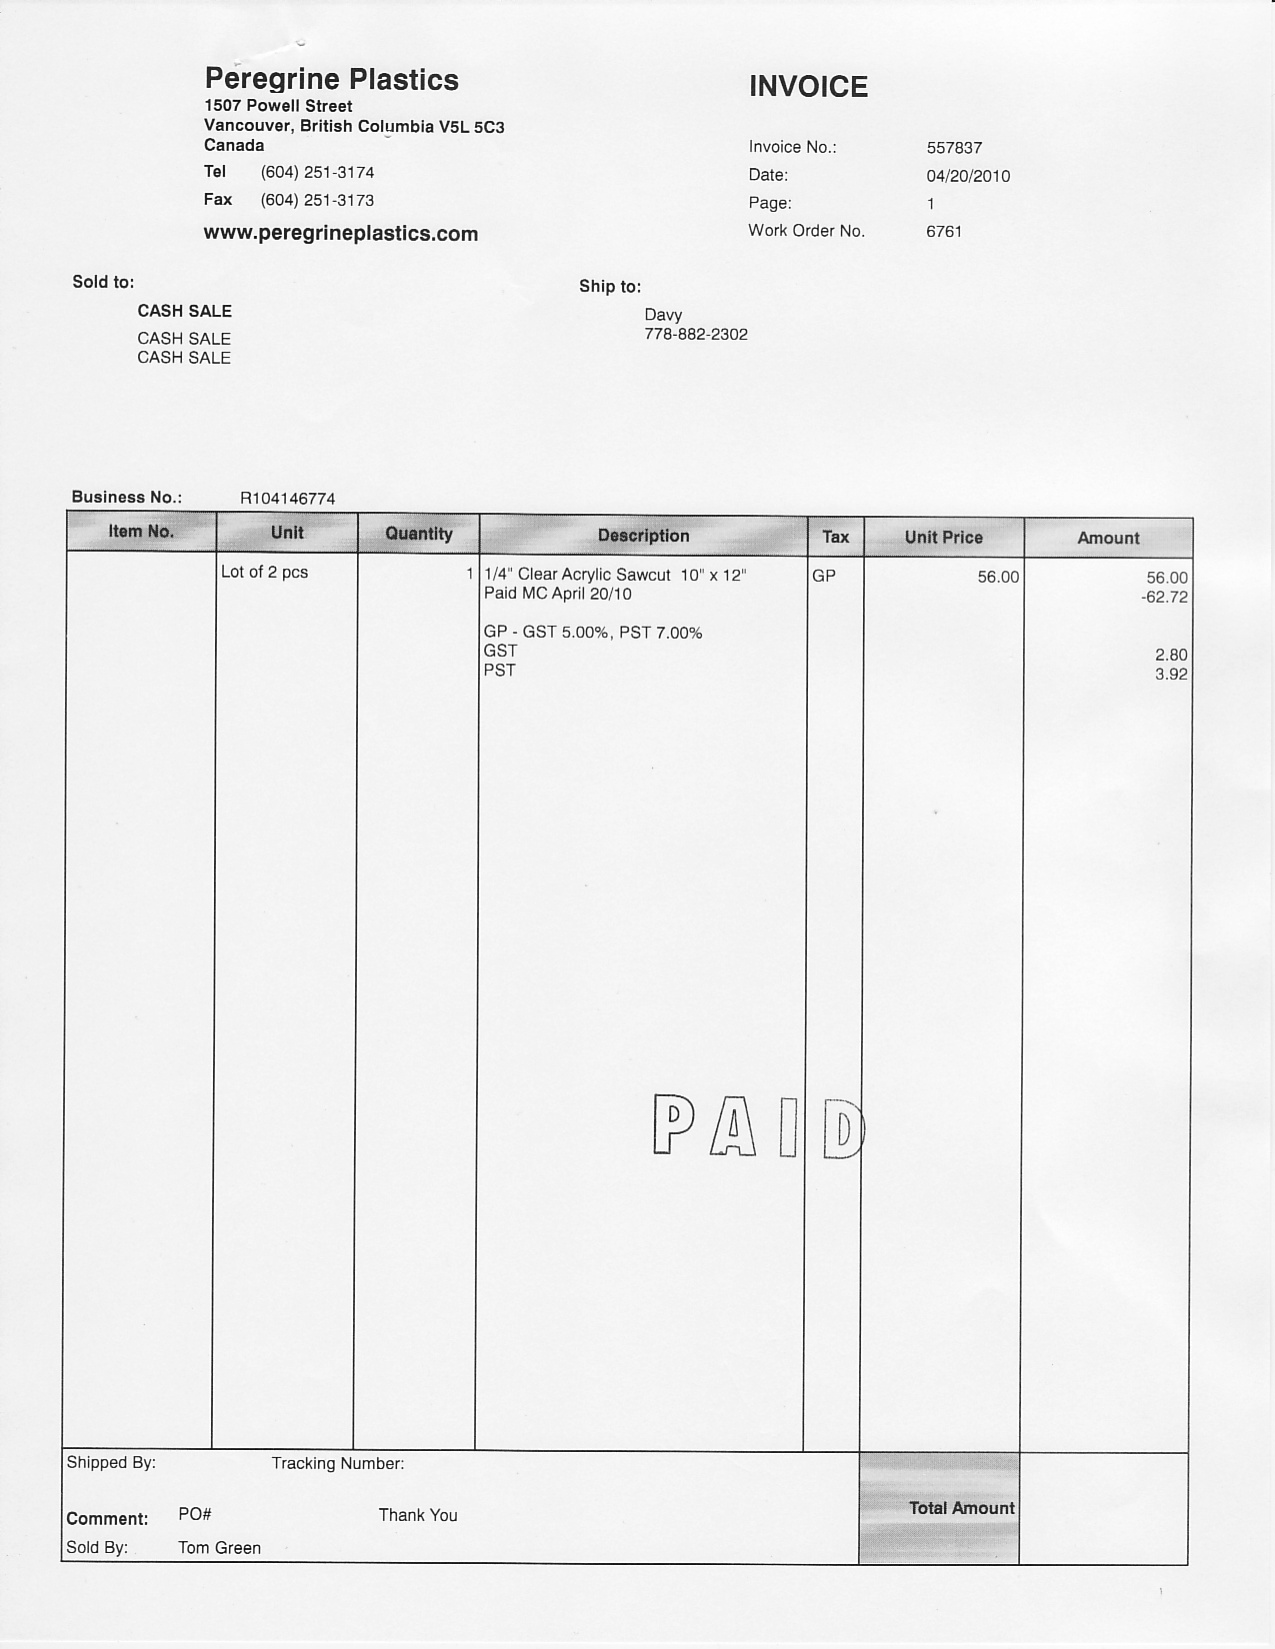 Peregrine Plastics
1507 Powell Street
Vancouver, British Columbia V5L 5C3
Canada
Tel (604) 251-3174
Fax (604) 251-3173
www.peregrineplastics.com
INVOICE
Invoice No.: 557837
Date: 04/20/2010
Page: 1
Work Order No. 6761
Sold to:
CASH SALE
CASH SALE
CASH SALE
Ship to:
Davy
778-882-2302
Business No.: R104146774
Item No. Unit Quantity Description Tax Unit Price Amount
Lot of 2 pcs 1 1/4" Clear Acrylic Sawcut 10" x 12" GP 56.00 56.00
Paid MC April 20/10 -62.72
GP - GST 5.00%, PST 7.00%
GST 2.80
PST 3.92
PAID
Shipped By: Tracking Number:
Comment: PO# Thank You
Sold By: Tom Green
Total Amount